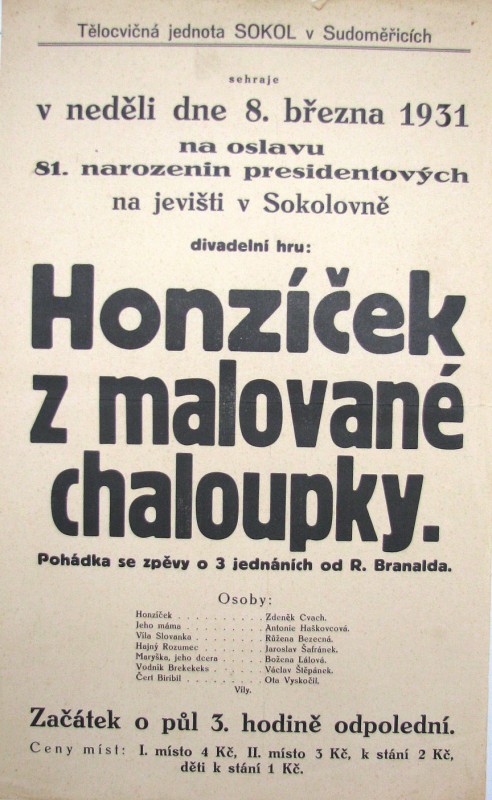 Tělocvičná jednota SOKOL v Sudoměřicích
sehraje
v neděli dne 8. března 1931
na oslavu
81. narozenin presidentových
na jevišti v Sokolovně
divadelní hru:
Honzíček
z malované
chaloupky.
Pohádka se zpěvy o 3 jednáních od R. Branalda.
Osoby:
Honzíček . . . . . . . . . . Zdeněk Cvach.
Jeho máma . . . . . . . . . Antonie Haškovcová.
Víla Slovanka . . . . . . . . Růžena Bezecná.
Hajný Rozumec . . . . . . . Jaroslav Šafránek.
Maryška, jeho dcera . . . . . Božena Lálová.
Vodník Brekekeks . . . . . . Václav Štěpánek.
Čert Biribil . . . . . . . . . Ota Vyskočil.
Víly.
Začátek o půl 3. hodině odpolední.
Ceny míst: I. místo 4 Kč, II. místo 3 Kč, k stání 2 Kč,
děti k stání 1 Kč.